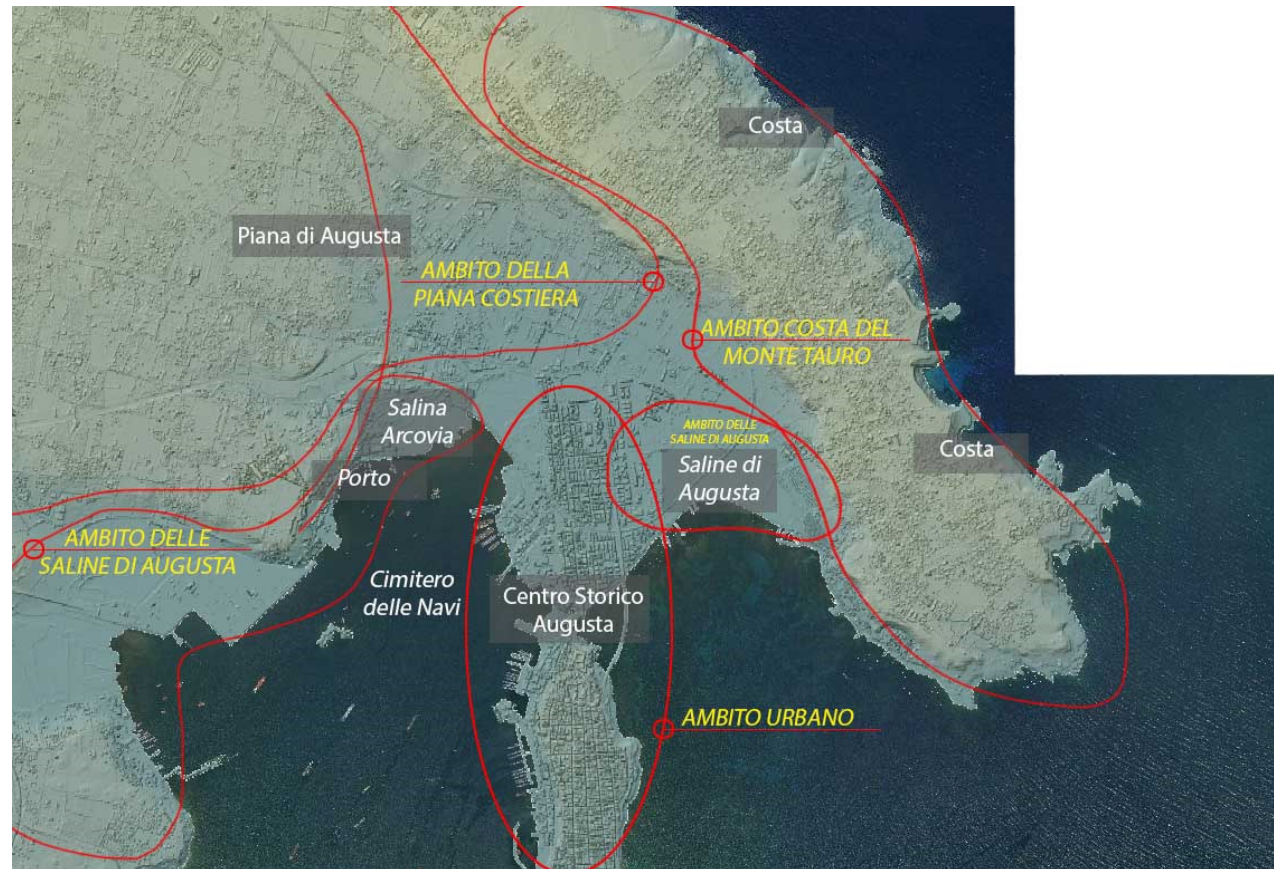 Costa
Piana di Augusta
AMBITO DELLA
PIANA COSTIERA
AMBITO COSTA DEL
MONTE TAURO
Salina
Arcovia
AMBITO DELLE
SALINE DI AUGUSTA
Saline di
Augusta
Costa
Porto
AMBITO DELLE
SALINE DI AUGUSTA
Cimitero
delle Navi
Centro Storico
Augusta
AMBITO URBANO